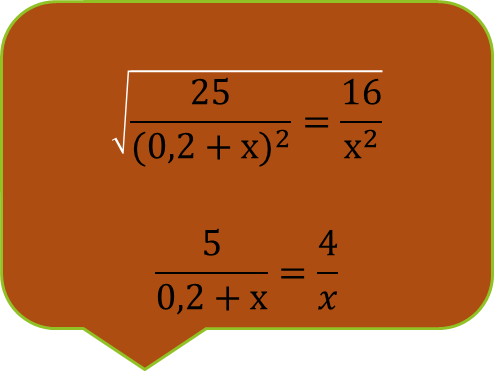 √(25/(0,2 + x)² = 16/x²)
5/(0,2 + x) = 4/x